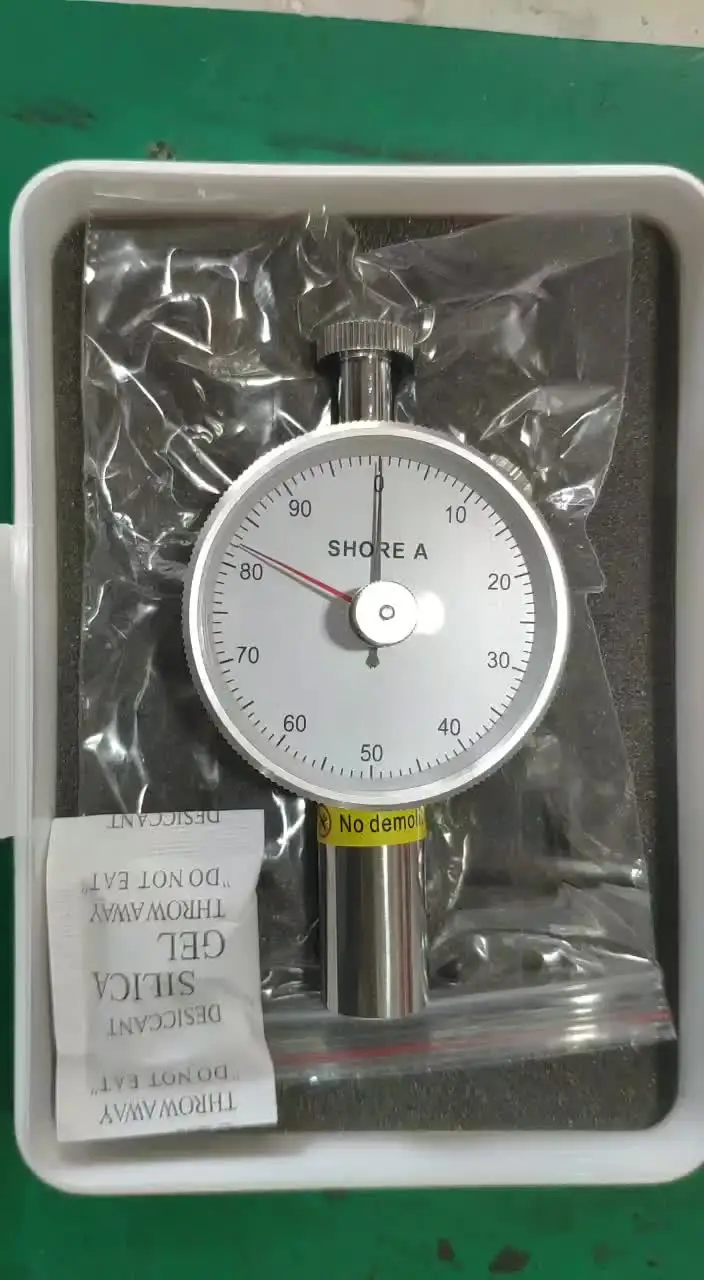 0
10
20
30
40
50
60
70
80
90
SHORE A
No demoli
THROW AWAY
"DO NOT EAT"
DESICCANT
SILICA
GEL
THROW AWAY
"DO NOT EAT"
DESICCANT